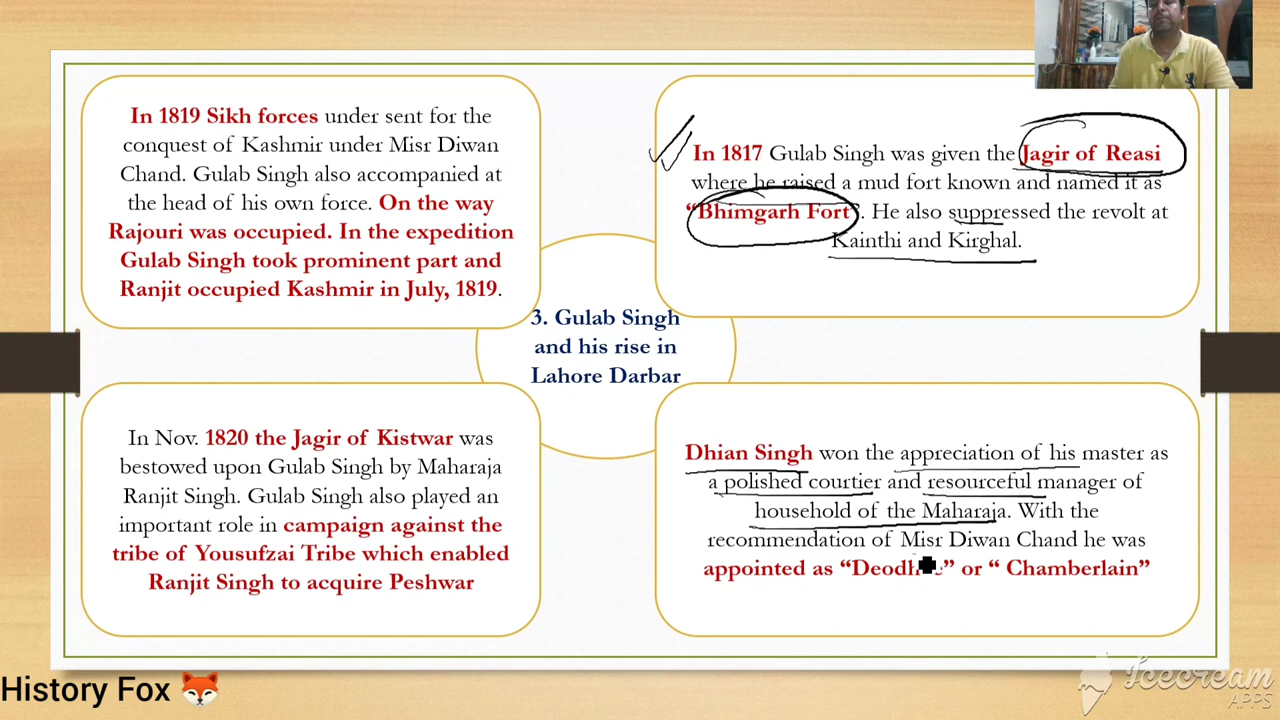 In 1819 Sikh forces under sent for the
conquest of Kashmir under Misr Diwan
Chand. Gulab Singh also accompanied at
the head of his own force. On the way
Rajouri was occupied. In the expedition
Gulab Singh took prominent part and
Ranjit occupied Kashmir in July, 1819.
In 1817 Gulab Singh was given the Jagir of Reasi
where he raised a mud fort known and named it as
“Bhimgarh Fort”. He also suppressed the revolt at
Kainthi and Kirghal.
3. Gulab Singh
and his rise in
Lahore Darbar
In Nov. 1820 the Jagir of Kistwar was
bestowed upon Gulab Singh by Maharaja
Ranjit Singh. Gulab Singh also played an
important role in campaign against the
tribe of Yousufzai Tribe which enabled
Ranjit Singh to acquire Peshwar
Dhian Singh won the appreciation of his master as
a polished courtier and resourceful manager of
household of the Maharaja. With the
recommendation of Misr Diwan Chand he was
appointed as or “ Chamberlain”
History Fox
Icecream
APPS